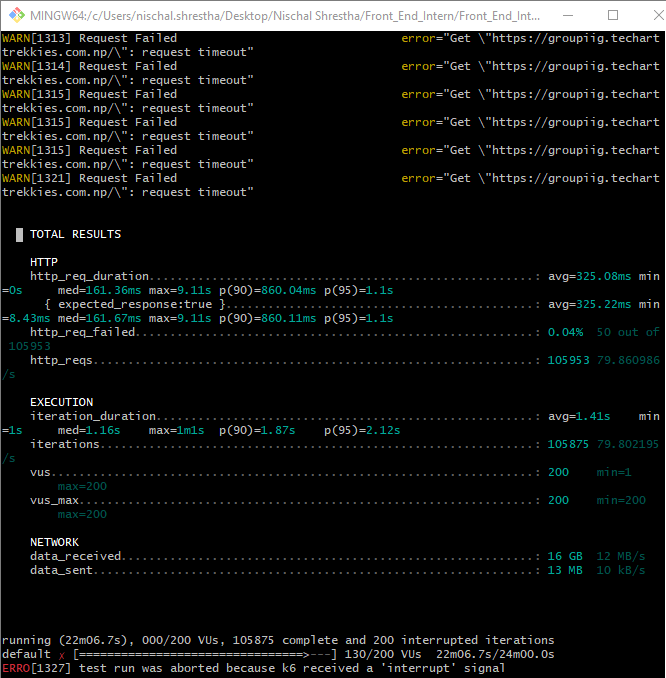 MINGW64:/c/Users/nischal.shrestha/Desktop/Nischal Shrestha/Front_End_Intern/Front_End_Int...
WARN[1313] Request Failed error="Get \"https://groupiig.techart
trekkies.com.np/\": request timeout"
WARN[1314] Request Failed error="Get \"https://groupiig.techart
trekkies.com.np/\": request timeout"
WARN[1315] Request Failed error="Get \"https://groupiig.techart
trekkies.com.np/\": request timeout"
WARN[1315] Request Failed error="Get \"https://groupiig.techart
trekkies.com.np/\": request timeout"
WARN[1315] Request Failed error="Get \"https://groupiig.techart
trekkies.com.np/\": request timeout"
WARN[1321] Request Failed error="Get \"https://groupiig.techart
trekkies.com.np/\": request timeout"
█ TOTAL RESULTS
HTTP
http_req_duration.......................................................: avg=325.08ms min
=0s med=161.36ms max=9.11s p(90)=860.04ms p(95)=1.1s
{ expected_response:true }............................................: avg=325.22ms min
=8.43ms med=161.67ms max=9.11s p(90)=860.11ms p(95)=1.1s
http_req_failed.........................................................: 0.04% 50 out of
105953
http_reqs...............................................................: 105953 79.860986
/s
EXECUTION
iteration_duration......................................................: avg=1.41s min
=1s med=1.16s max=1m1s p(90)=1.87s p(95)=2.12s
iterations..............................................................: 105875 79.802195
/s
vus.....................................................................: 200 min=1
max=200
vus_max.................................................................: 200 min=200
max=200
NETWORK
data_received...........................................................: 16 GB 12 MB/s
data_sent...............................................................: 13 MB 10 kB/s
running (22m06.7s), 000/200 VUs, 105875 complete and 200 interrupted iterations
default ✗ [================================>---] 130/200 VUs 22m06.7s/24m00.0s
ERRO[1327] test run was aborted because k6 received a 'interrupt' signal